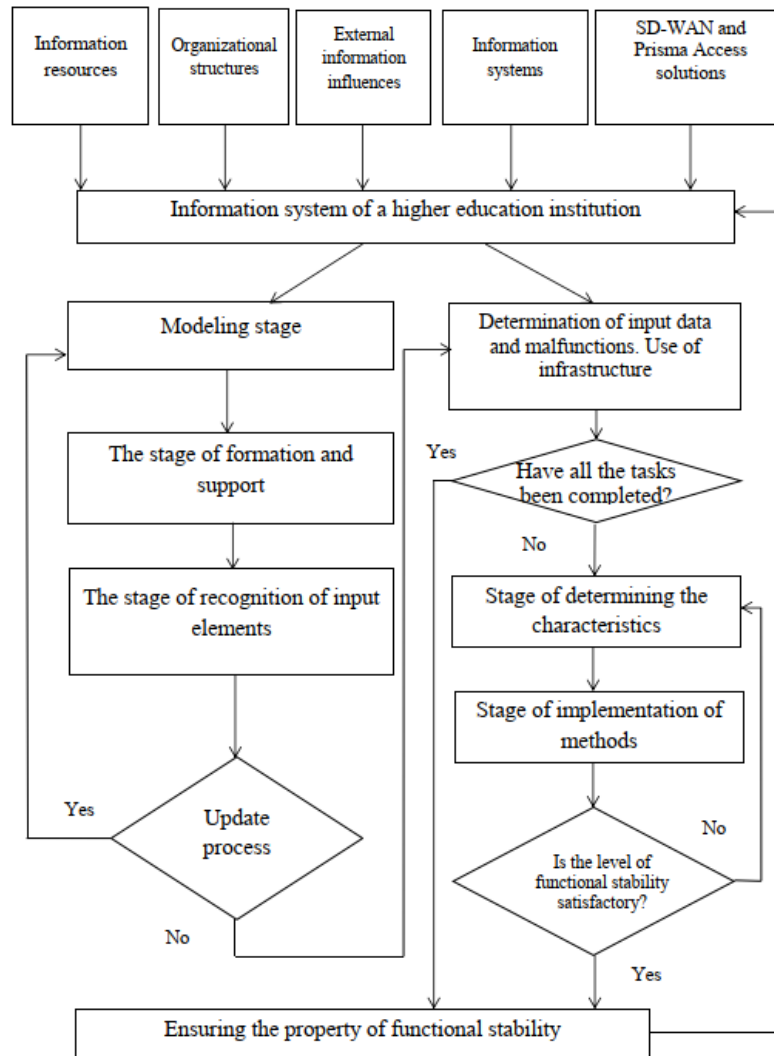 Information
resources
Organizational
structures
External
information
influences
Information
systems
SD-WAN and
Prisma Access
solutions
Information system of a higher education institution
Modeling stage
Determination of input data
and malfunctions. Use of
infrastructure
The stage of formation and
support
Yes
Have all the tasks
been completed?
No
The stage of recognition of input
elements
Stage of determining the
characteristics
Stage of implementation of
methods
Yes
Update
process
No
No
Is the level of
functional stability
satisfactory?
Yes
Ensuring the property of functional stability